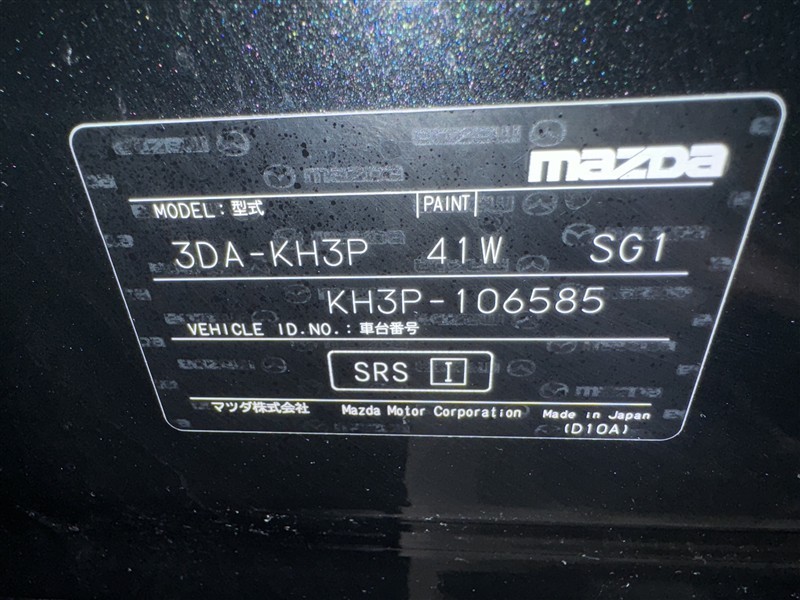 mazda
MODEL:型式 PAINT
3DA-KH3P 41W SG1
KH3P-106585
VEHICLE ID.NO.:車台番号
SRS I
マツダ株式会社 Mazda Motor Corporation Made in Japan
(D10A)